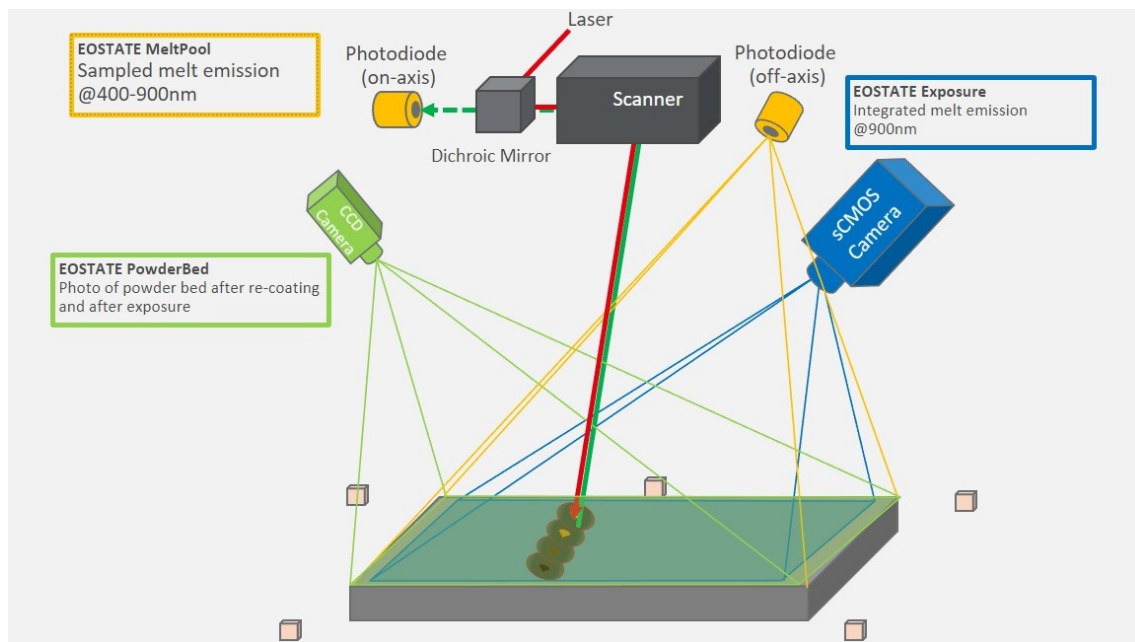 Laser
EOSTATE MeltPool
Sampled melt emission
@400-900nm
Photodiode
(on-axis)
Scanner
Photodiode
(off-axis)
EOSTATE Exposure
Integrated melt emission
@900nm
Dichroic Mirror
CCD
Camera
sCMOS
Camera
EOSTATE PowderBed
Photo of powder bed after re-coating
and after exposure